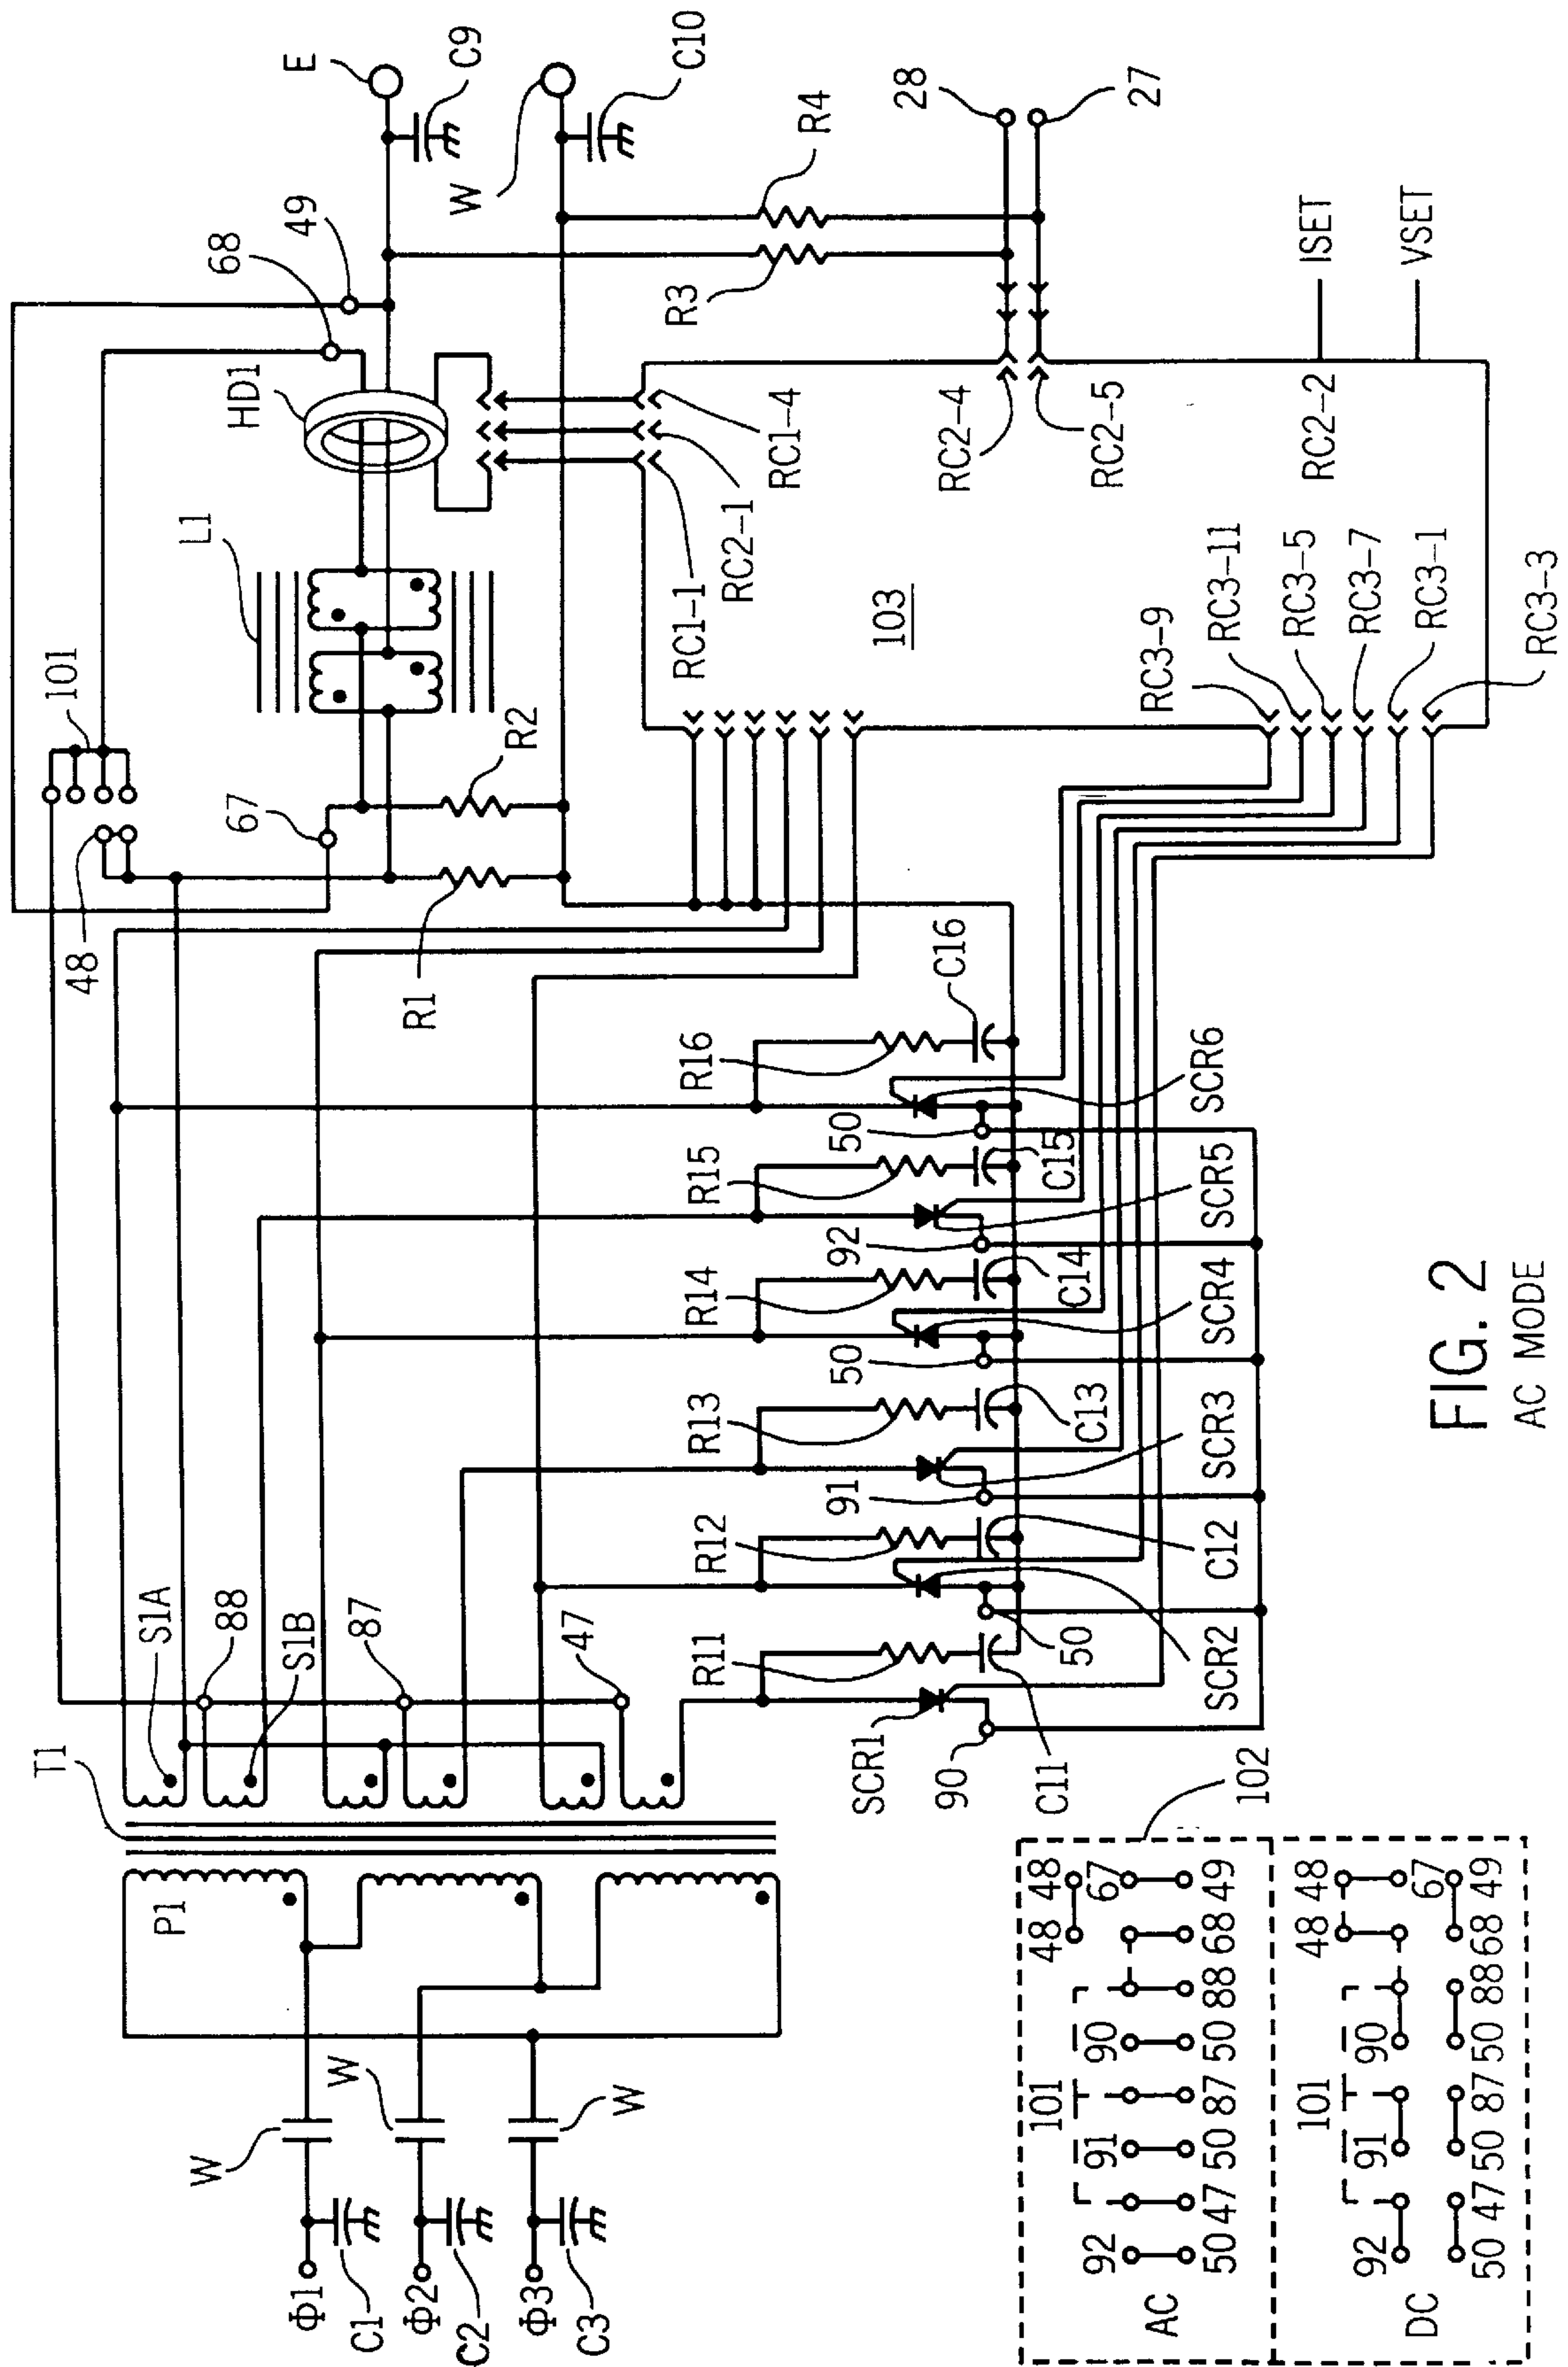 Φ1
C1
Φ2
C2
Φ3
C3
W
W
W
P1
T1
S1A
88
S1B
87
47
48
101
67
R1
R2
L1
HD1
68
49
E
C9
W
C10
R3
R4
28
27
ISET
VSET
RC1-1
RC2-1
RC1-4
RC2-4
RC2-5
RC2-2
103
RC3-9
RC3-11
RC3-5
RC3-7
RC3-1
RC3-3
R11
R12
R13
R14
R15
R16
C16
SCR1
90
C11
50
SCR2
C12
91
C13
SCR3
50
C14
SCR4
92
C15
SCR5
50
SCR6
102
AC
92
50
47
91
50
101
87
90
50
88
68
48
48
67
49
DC
92
50
47
91
50
101
87
90
50
88
68
48
48
67
49
FIG. 2
AC MODE